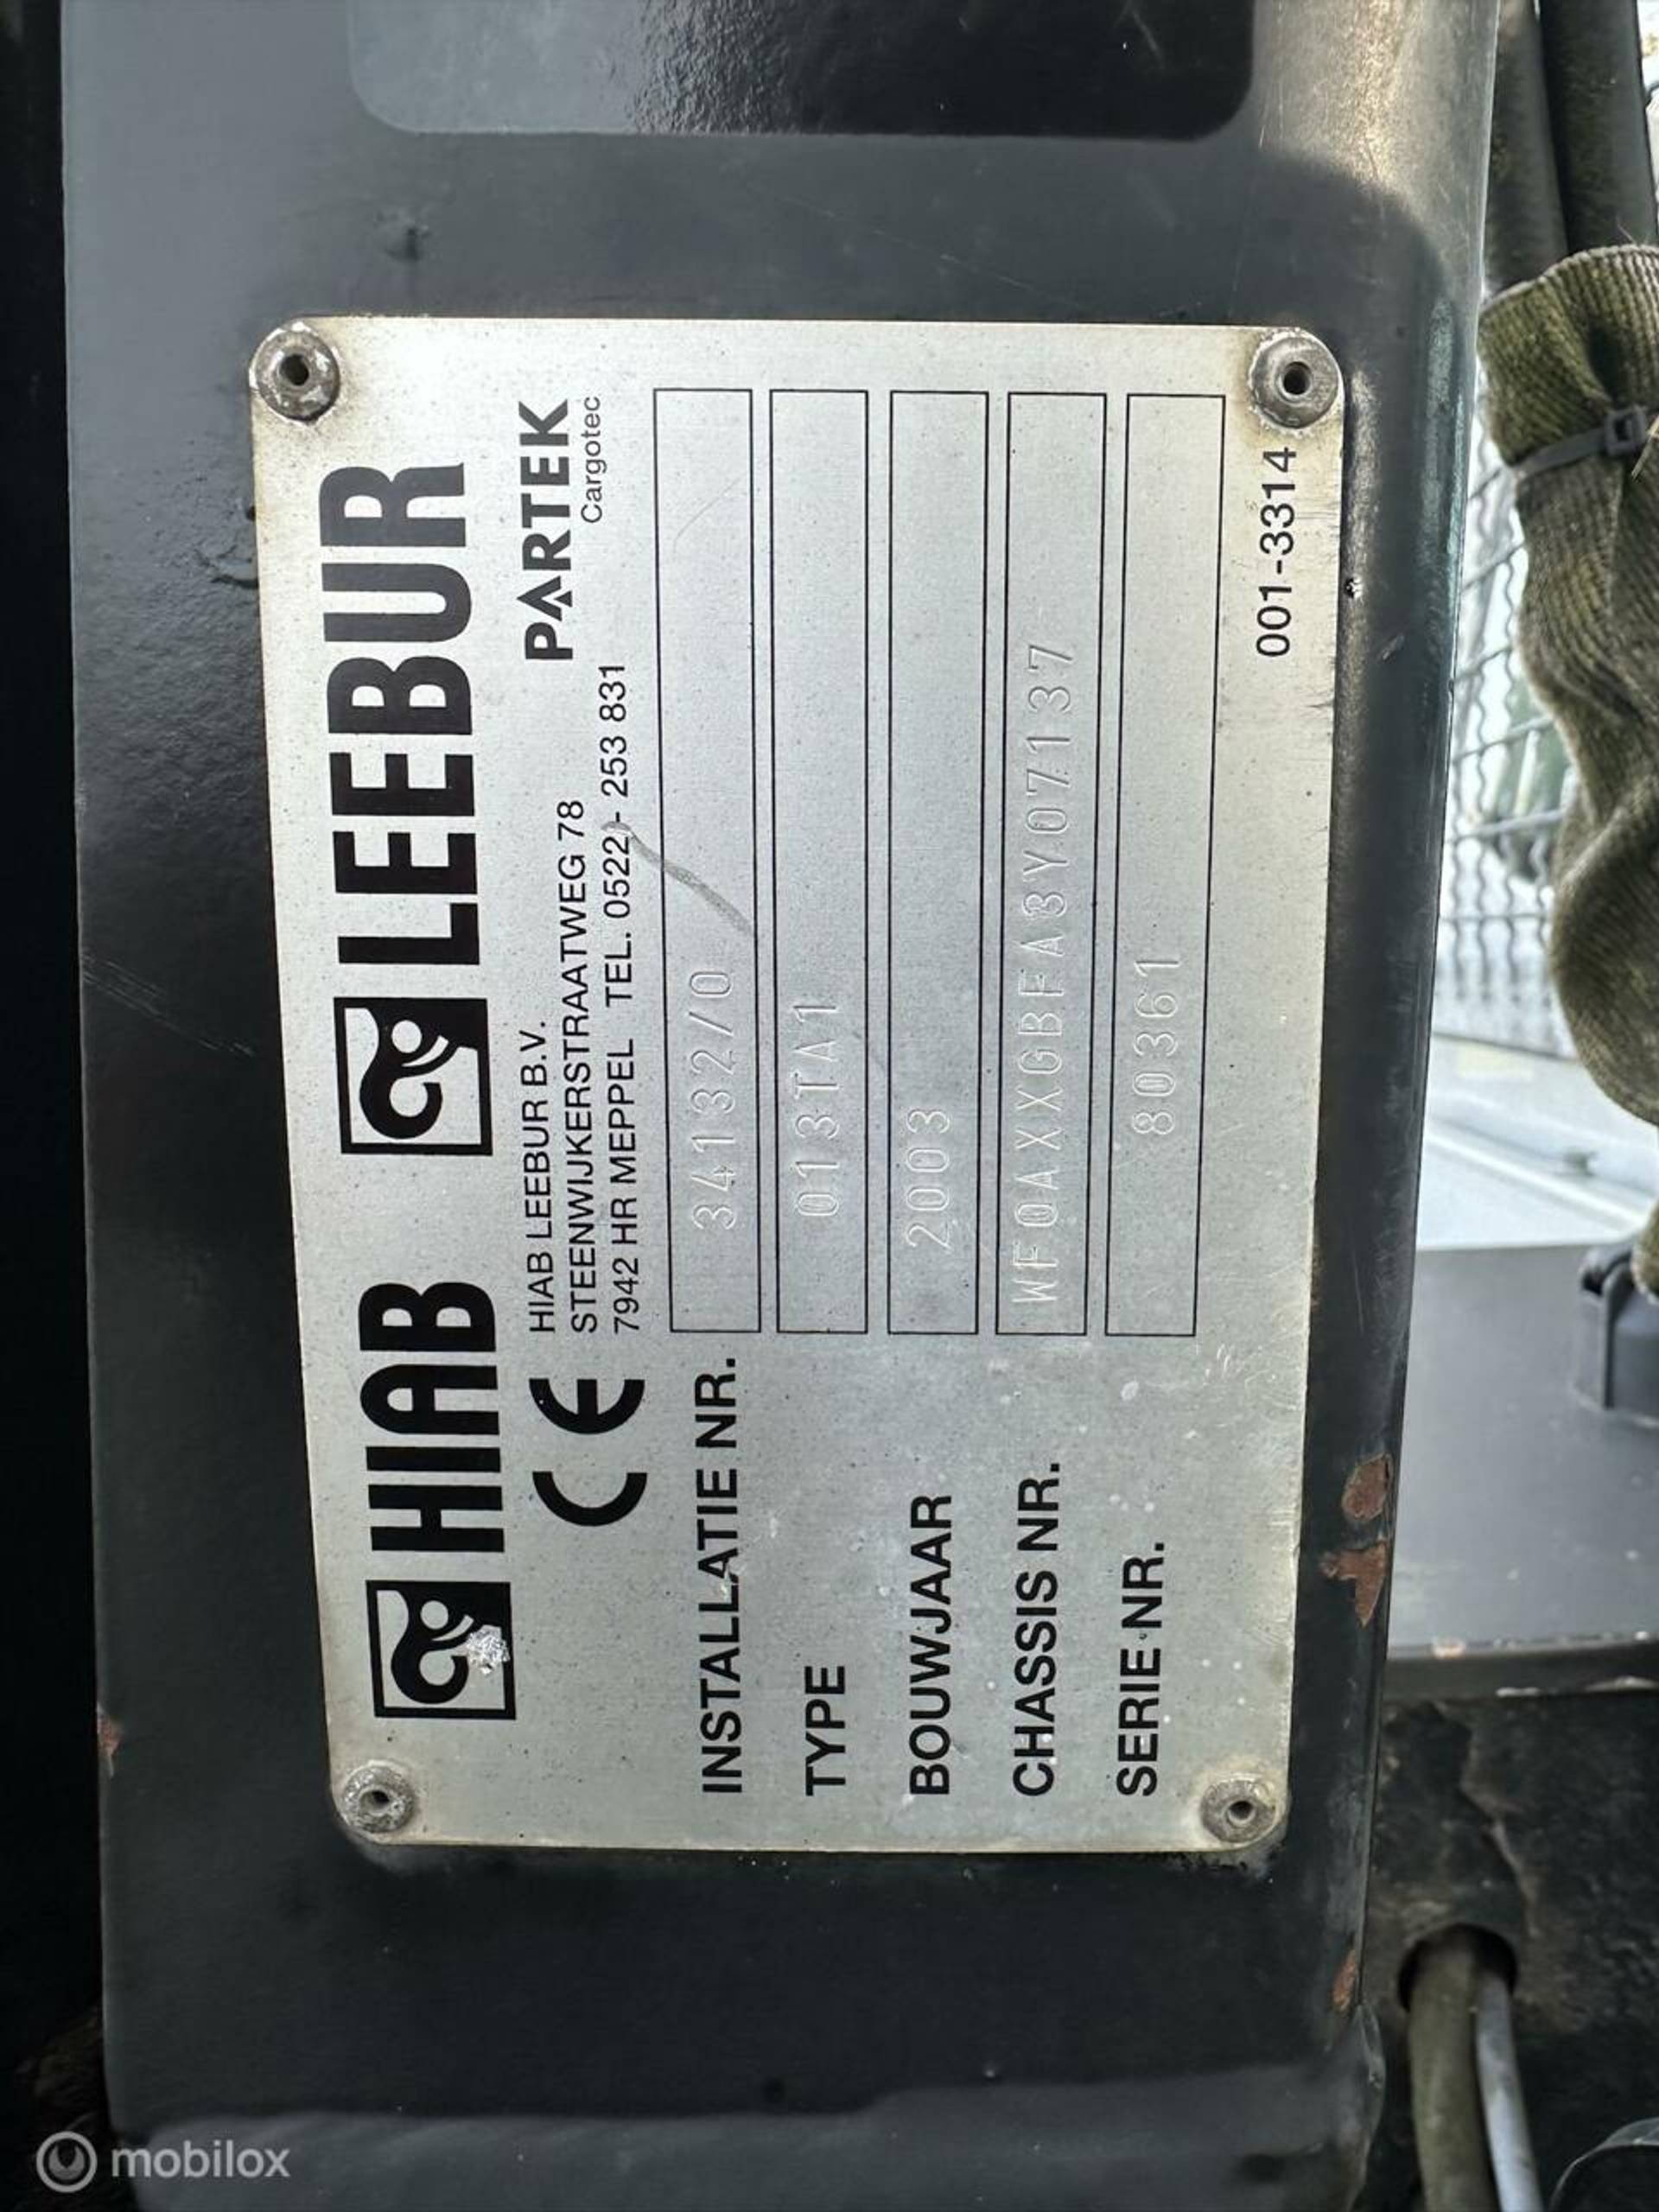 HIAB LEEBUR
HIAB LEEBUR B.V.
STEENWIJKERSTRAATWEG 78
7942 HR MEPPEL TEL. 0522 - 253 831
PARTEK
Cargotec
CE
INSTALLATIE NR. 34132/0
TYPE 013TA1
BOUWJAAR 2003
CHASSIS NR. WF0AXXGBFA3Y07137
SERIE NR. 80361
001-3314
mobilox